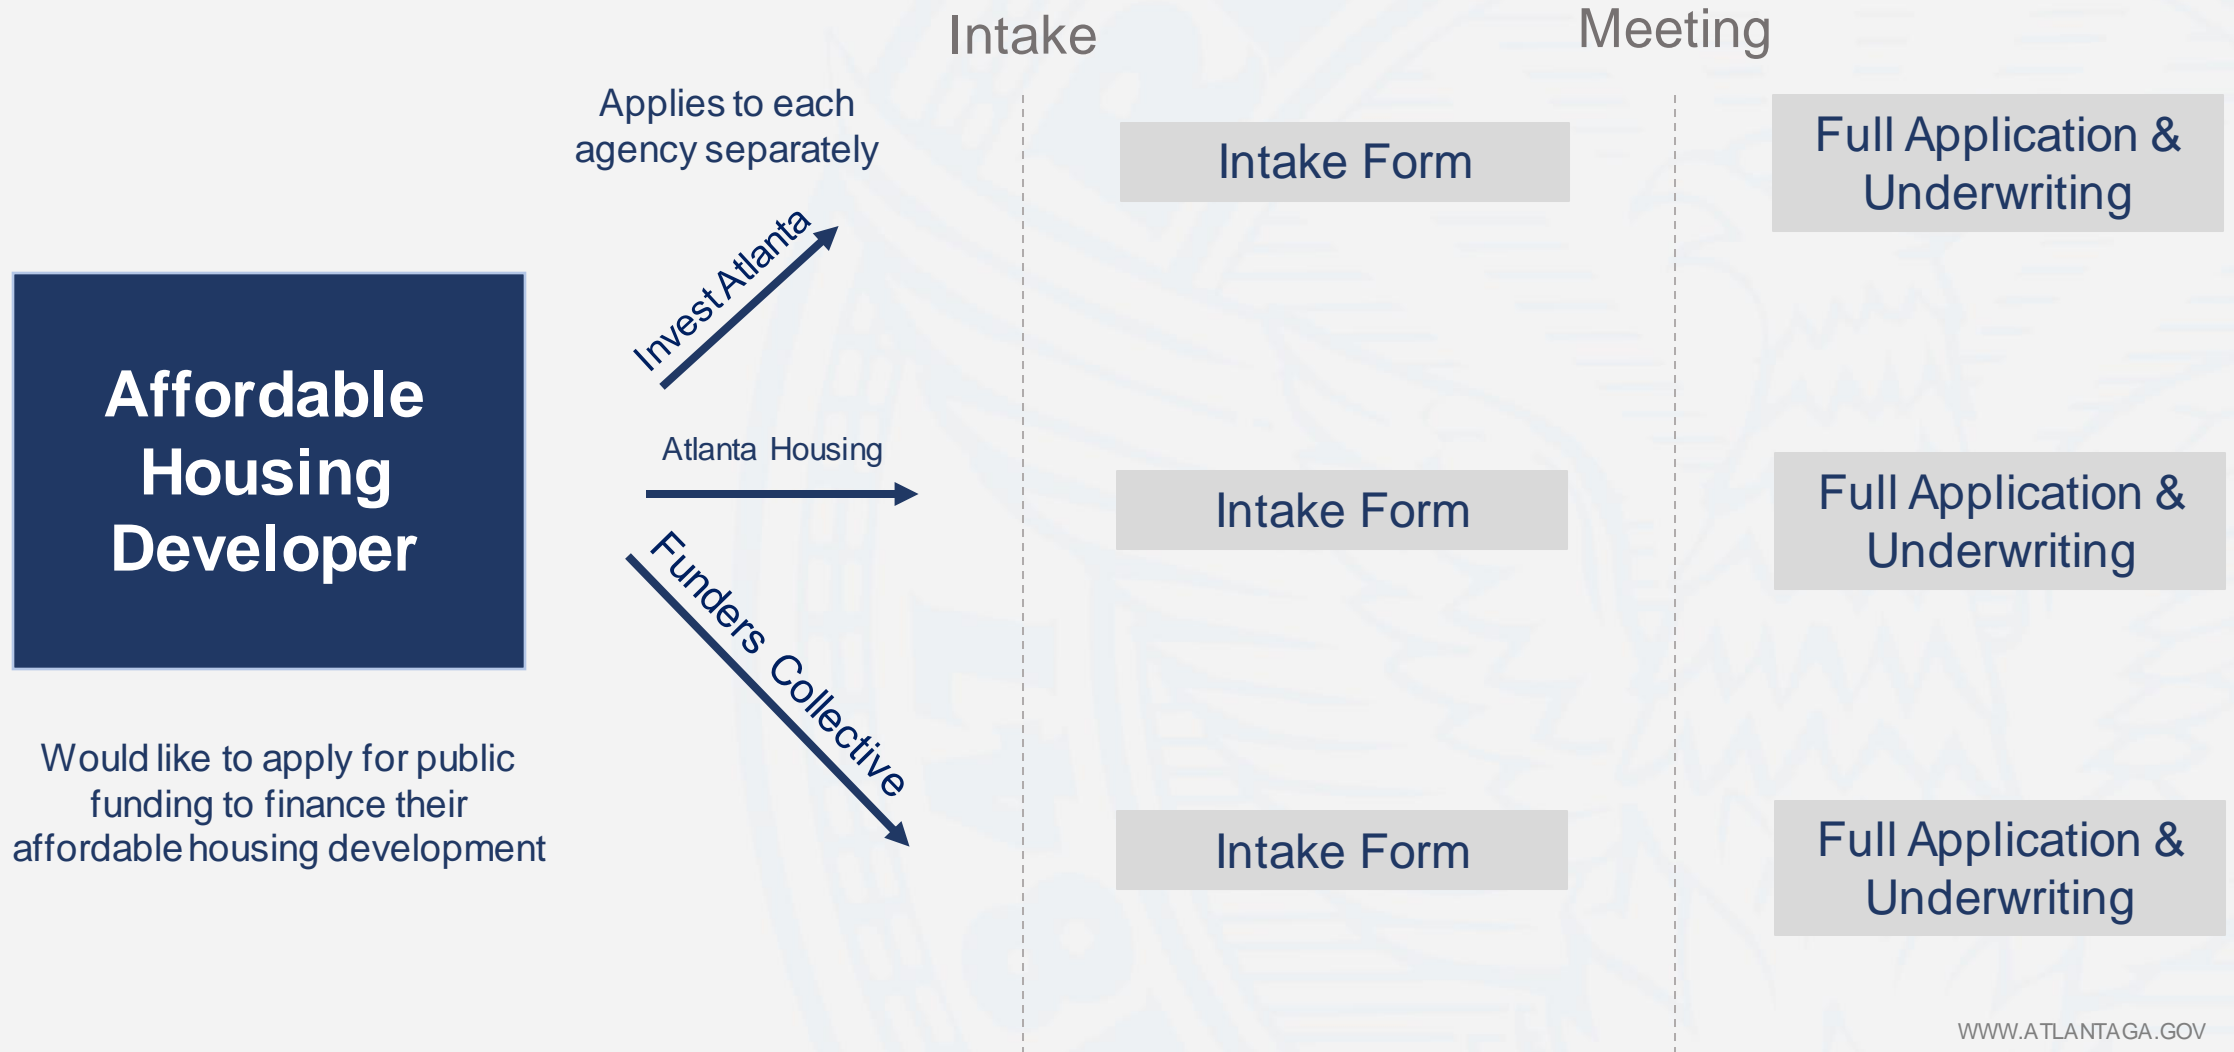 Intake
Meeting
Applies to each
agency separately
Invest Atlanta
Atlanta Housing
Funders Collective
Affordable
Housing
Developer
Would like to apply for public
funding to finance their
affordable housing development
Intake Form
Full Application &
Underwriting
Intake Form
Full Application &
Underwriting
Intake Form
Full Application &
Underwriting
WWW.ATLANTAGA.GOV